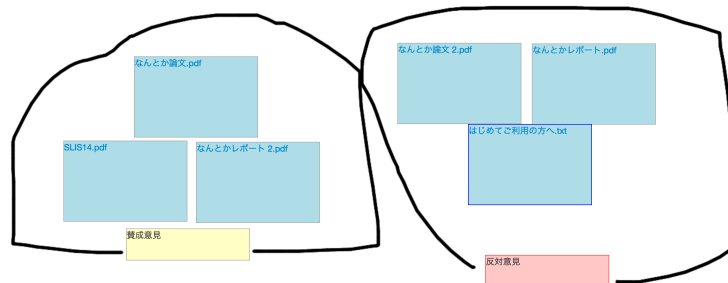 なんとか論文.pdf
SLIS14.pdf
なんとかレポート 2.pdf
賛成意見
なんとか論文 2.pdf
なんとかレポート.pdf
はじめてご利用の方へ.txt
反対意見